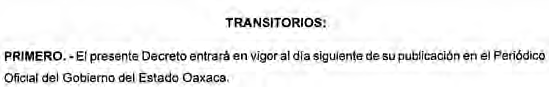 TRANSITORIOS:
PRIMERO. - El presente Decreto entrará en vigor al día siguiente de su publicación en el Periódico
Oficial del Gobierno del Estado Oaxaca.